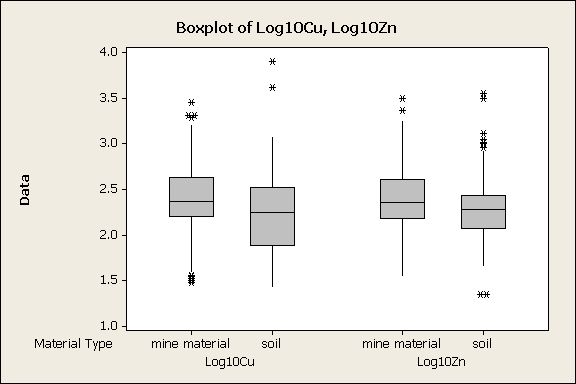 Boxplot of Log10Cu, Log10Zn
4.0
3.5
3.0
2.5
2.0
1.5
1.0
Data
Material Type mine material soil mine material soil
Log10Cu Log10Zn